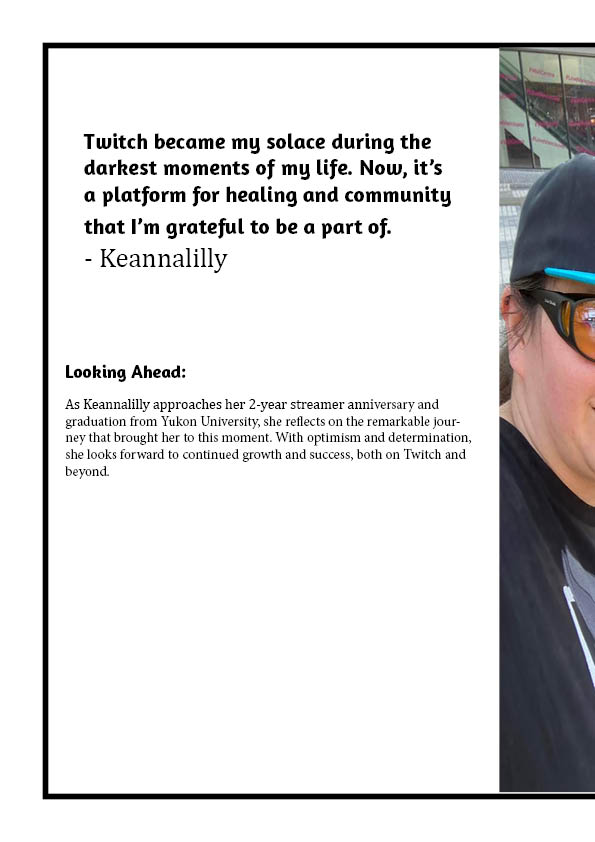 Twitch became my solace during the
darkest moments of my life. Now, it’s
a platform for healing and community
that I’m grateful to be a part of.
- Keannalilly
Looking Ahead:
As Keannalilly approaches her 2-year streamer anniversary and
graduation from Yukon University, she reflects on the remarkable jour-
ney that brought her to this moment. With optimism and determination,
she looks forward to continued growth and success, both on Twitch and
beyond.